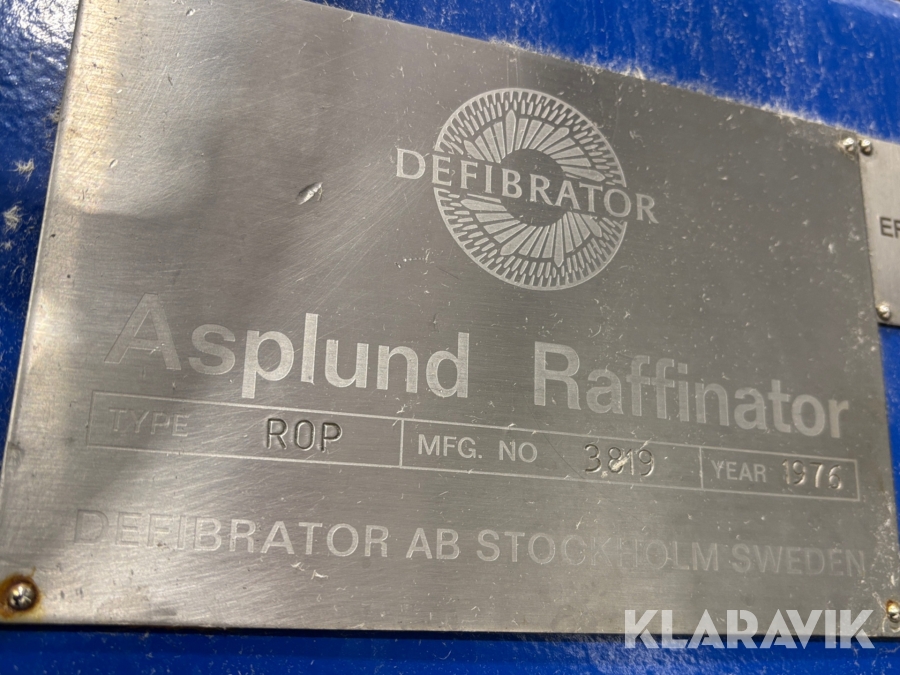 DEFIBRATOR
Asplund Raffinator
TYPE ROP MFG. NO 3819 YEAR 1976
DEFIBRATOR AB STOCKHOLM SWEDEN
KLARAVIK